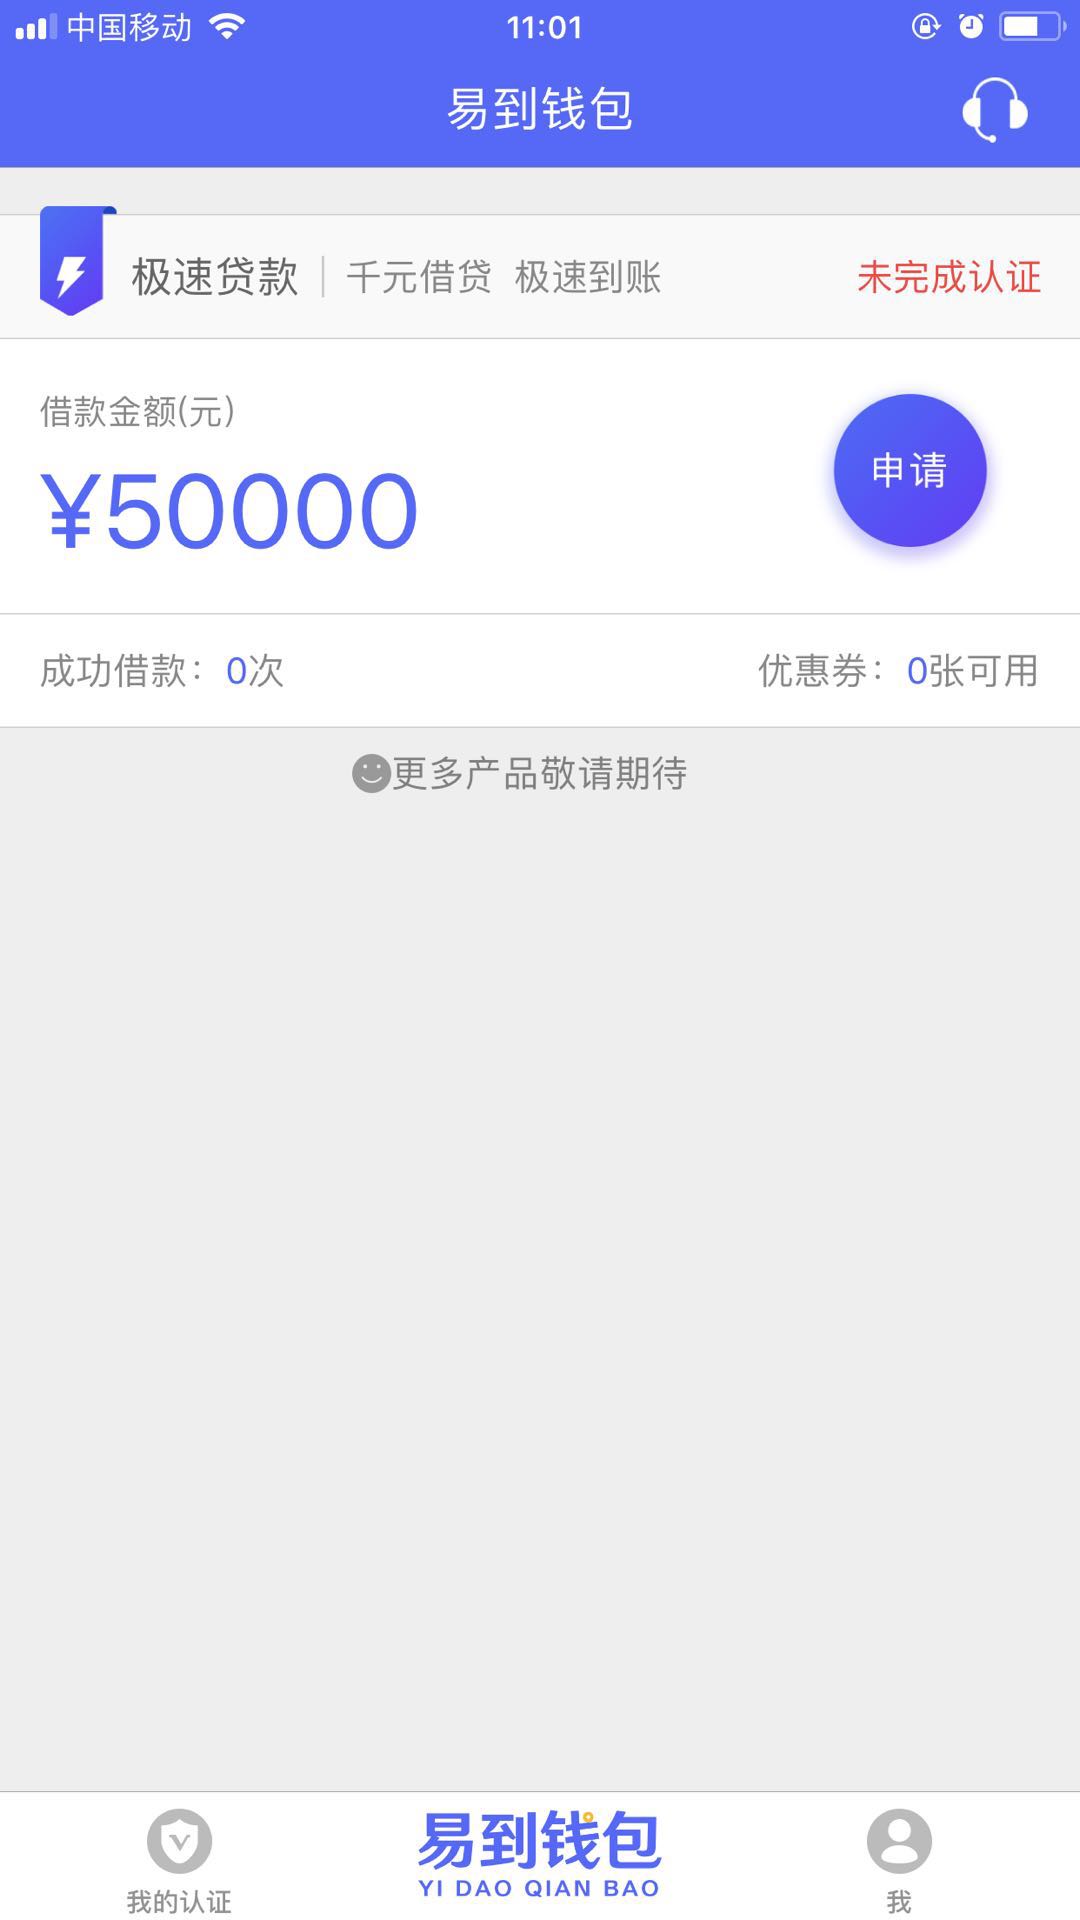 中国移动 11:01
易到钱包
极速贷款 千元借贷 极速到账 未完成认证
借款金额(元)
¥50000
申请
成功借款：0次 优惠券：0张可用
更多产品敬请期待
易到钱包
YI DAO QIAN BAO
我的认证 我